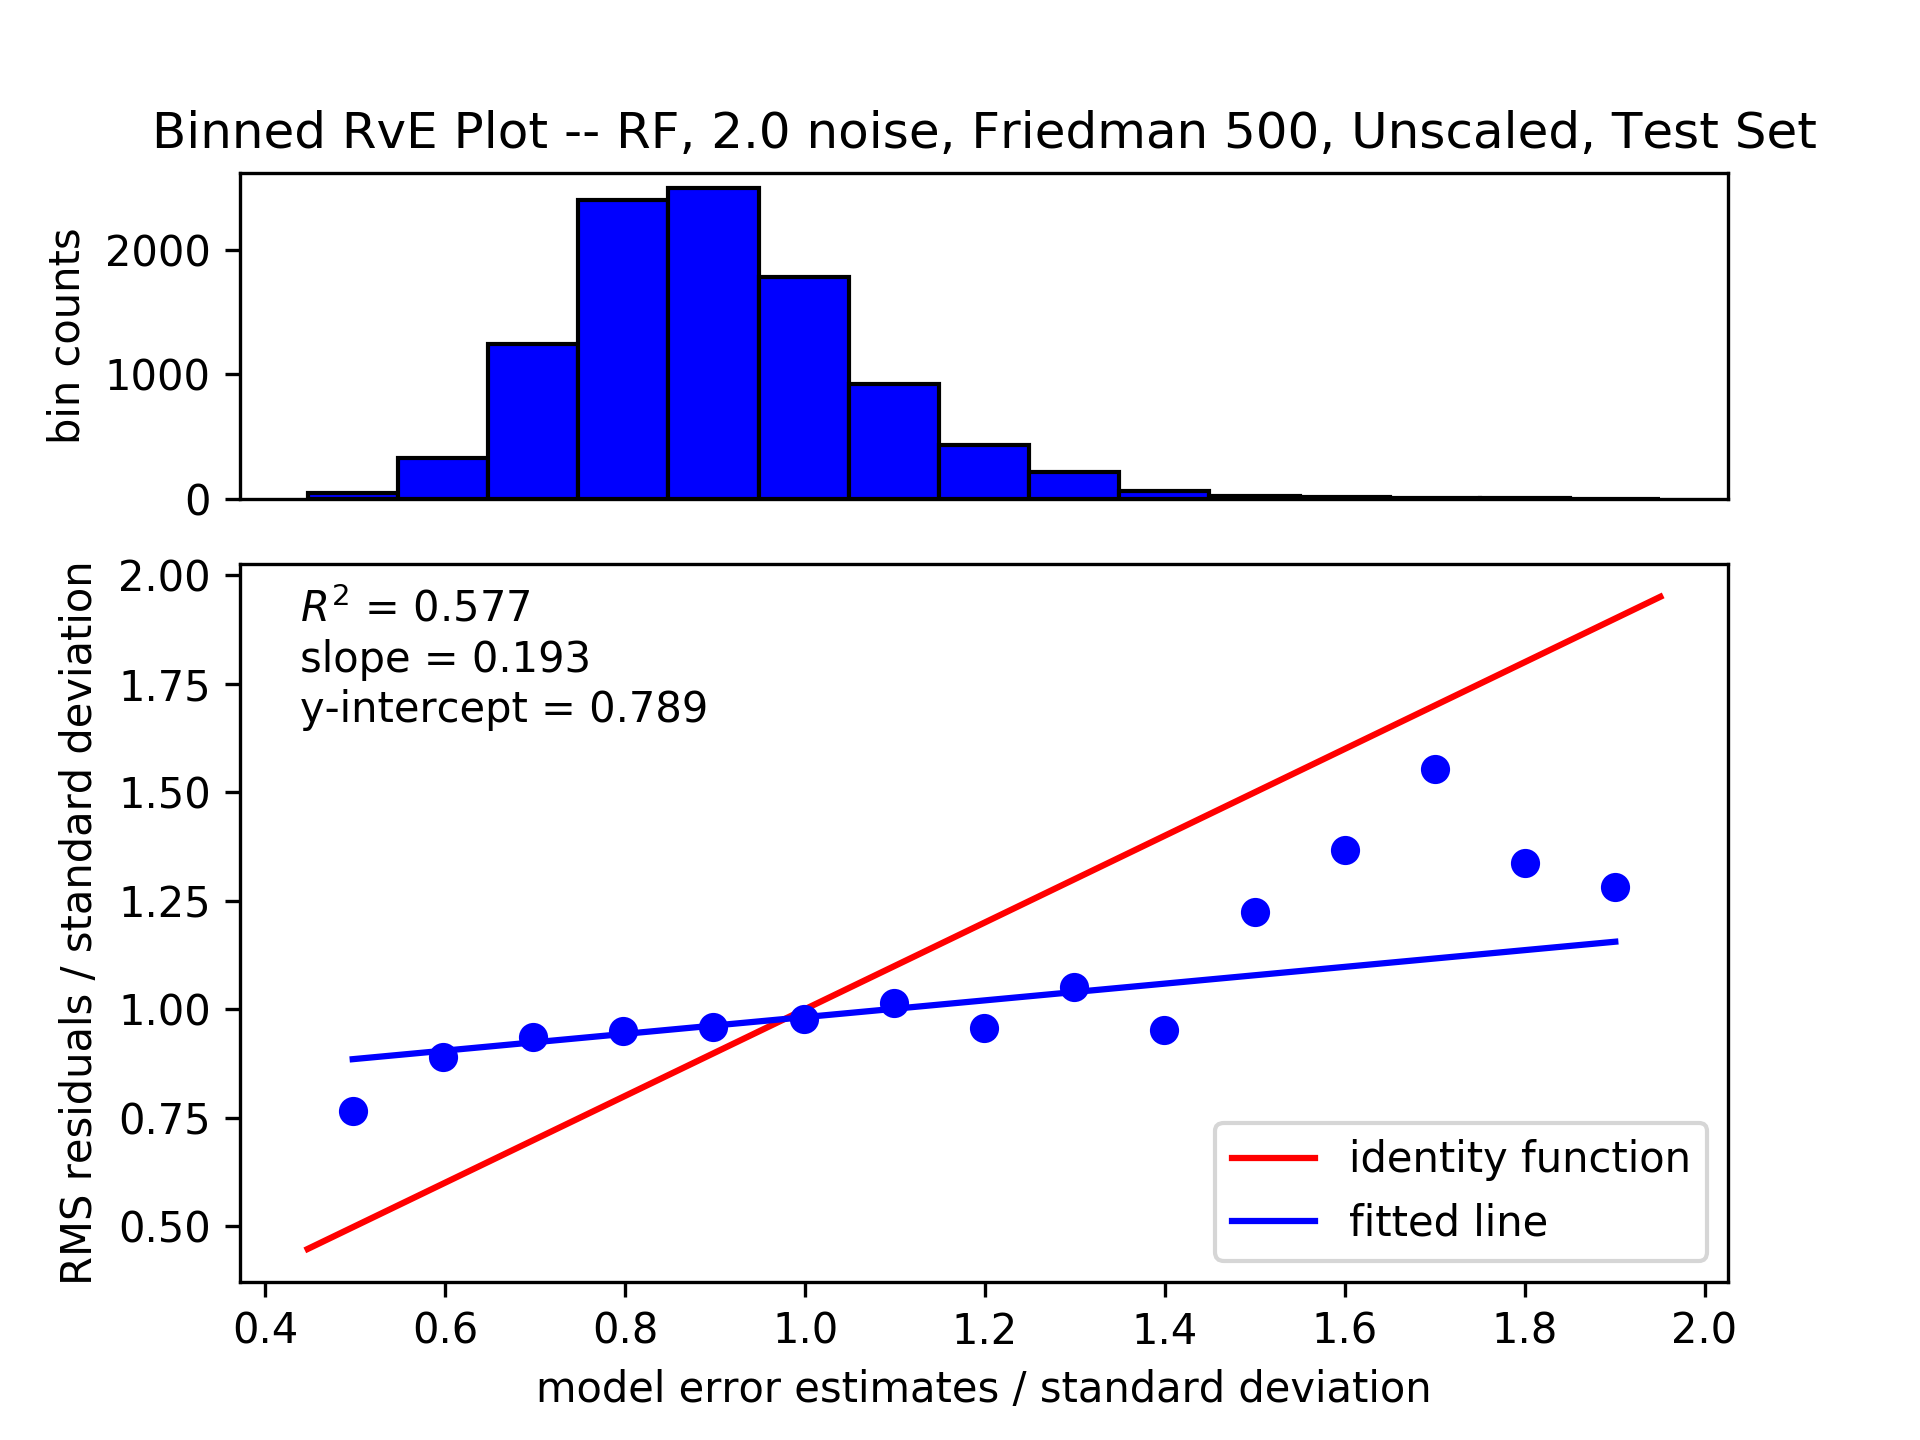 Binned RvE Plot -- RF, 2.0 noise, Friedman 500, Unscaled, Test Set
bin counts
2000
1000
0
RMS residuals / standard deviation
2.00
1.75
1.50
1.25
1.00
0.75
0.50
R² = 0.577
slope = 0.193
y-intercept = 0.789
identity function
fitted line
0.4 0.6 0.8 1.0 1.2 1.4 1.6 1.8 2.0
model error estimates / standard deviation